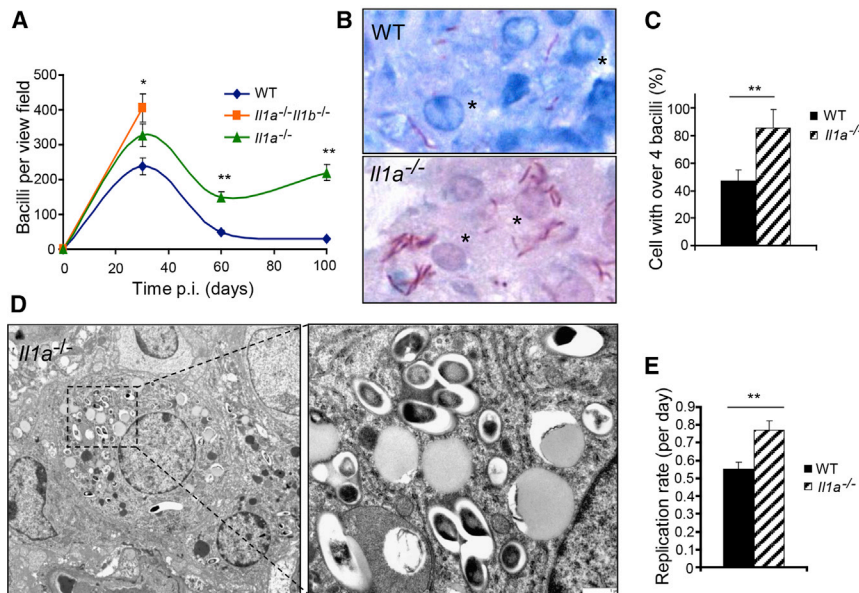 A
Bacilli per view field
500
400
300
200
100
0
0 20 40 60 80 100
Time p.i. (days)
*
**
**
WT
Il1a-/-Il1b-/-
Il1a-/-
B
WT
*
*
Il1a-/-
*
*
C
Cell with over 4 bacilli (%)
100
80
60
40
20
0
**
WT
Il1a-/-
D
Il1a-/-
E
Replication rate (per day)
0.9
0.8
0.7
0.6
0.5
0.4
0.3
0.2
0.1
0
**
WT
Il1a-/-